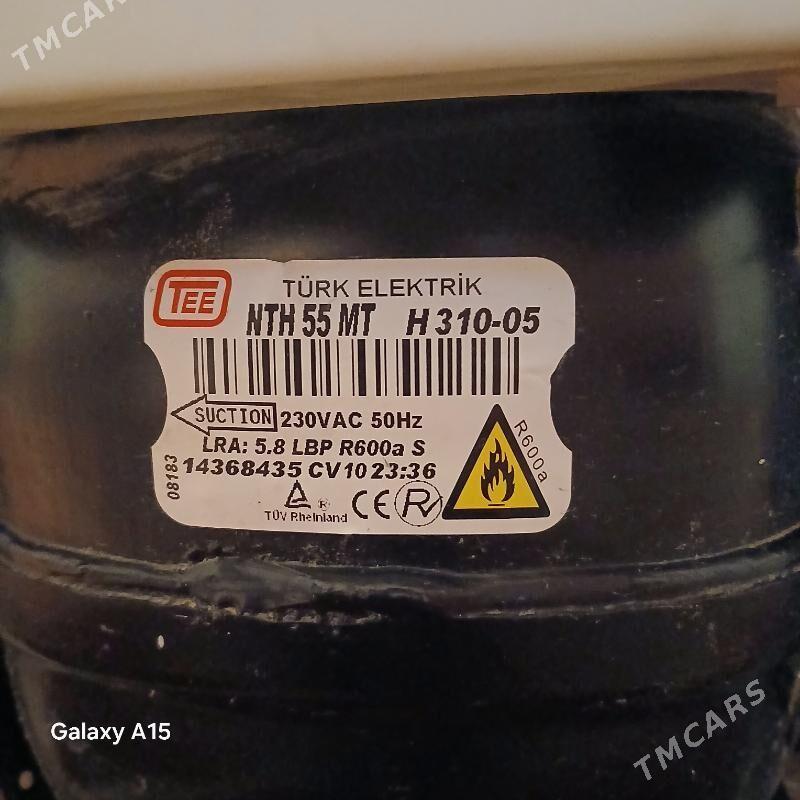 TMCARS
TEE
TÜRK ELEKTRİK
NTH 55 MT H 310-05
SUCTION 230VAC 50Hz
LRA: 5.8 LBP R600a S
14368435 CV10 23:36
08183
R600a
TÜV Rheinland ®
CE
Galaxy A15
TMCARS